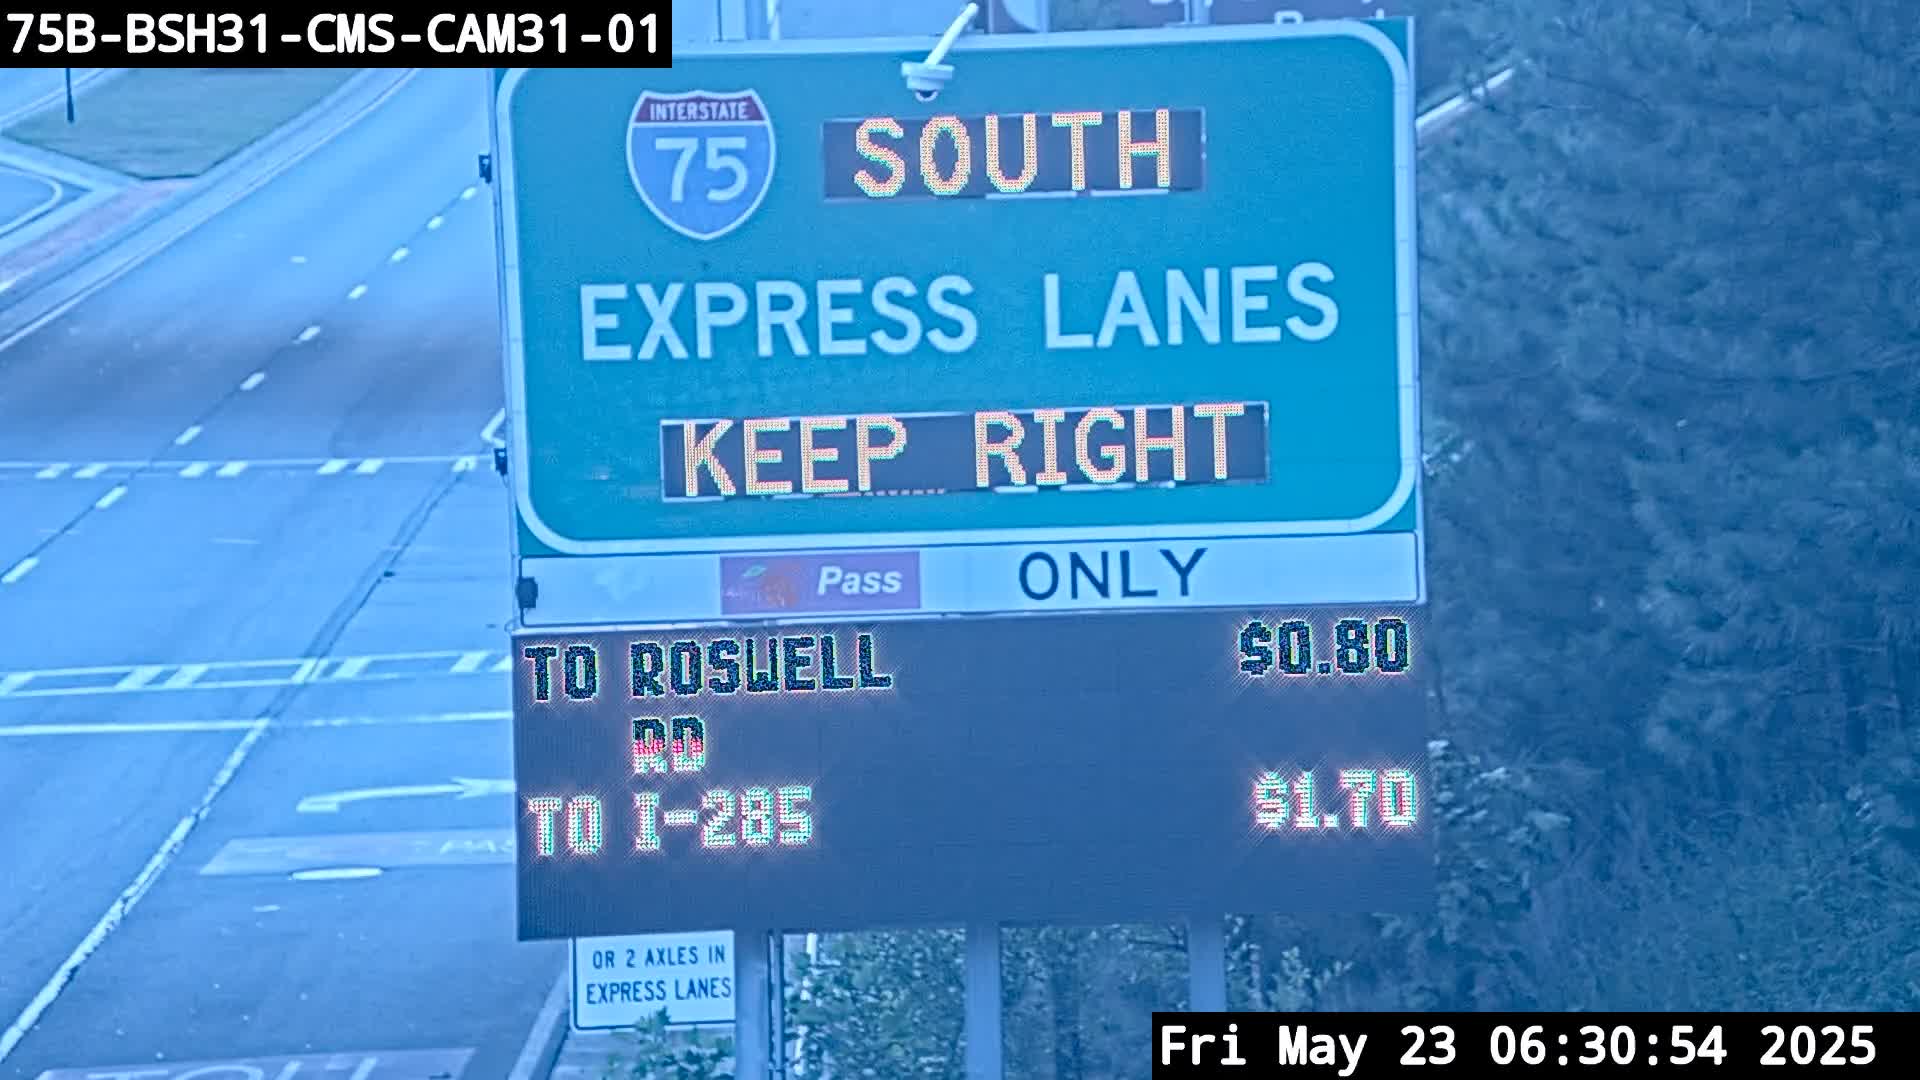 75B-BSH31-CMS-CAM31-01
INTERSTATE
75
SOUTH
EXPRESS LANES
KEEP RIGHT
Pass ONLY
TO ROSWELL $0.80
RD
TO I-285 $1.70
OR 2 AXLES IN
EXPRESS LANES
Fri May 23 06:30:54 2025